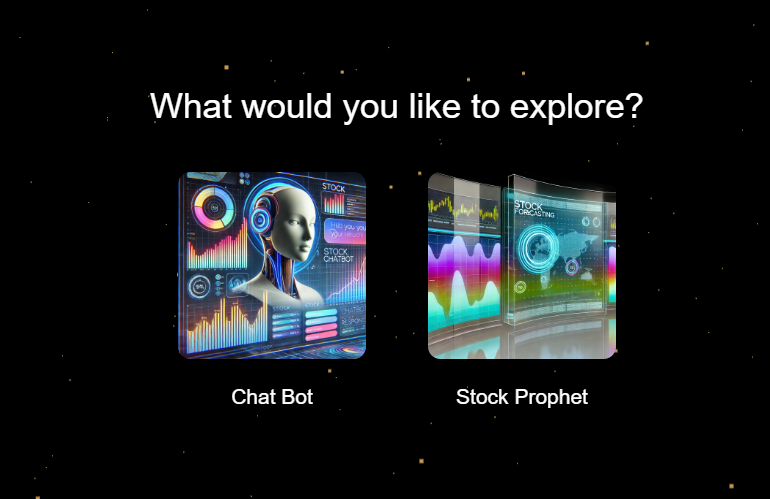 What would you like to explore?
STOCK
STOCK
CHATBOT
STOCK
FORCASTING
Chat Bot
Stock Prophet